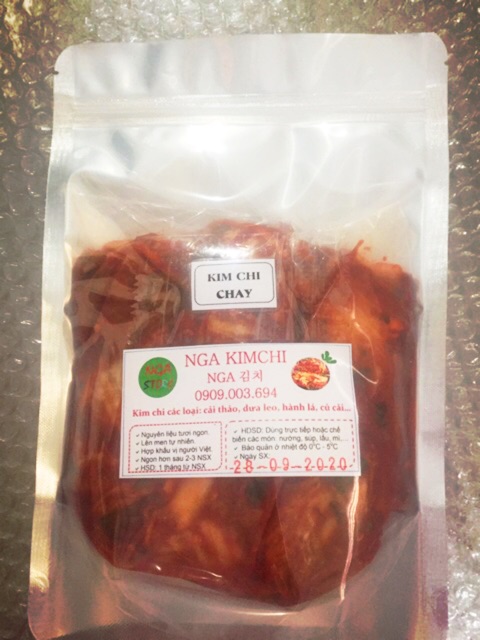 KIM CHI
CHAY
NGA
STORE
NGA KIMCHI
NGA 김치
0909.003.694
Kim chi các loại: cải thảo, dưa leo, hành lá, củ cải...
✓ Nguyên liệu tươi ngon.
✓ Lên men tự nhiên.
✓ Hợp khẩu vị người Việt.
✓ Ngon hơn sau 2-3 NSX
✓ HSD: 1 tháng từ NSX
✓ HDSD: Dùng trực tiếp hoặc chế
biến các món: nướng, súp, lẩu, mì,...
✓ Bảo quản ở nhiệt độ 0°C - 5°C
✓ Ngày SX:
28-09-2020